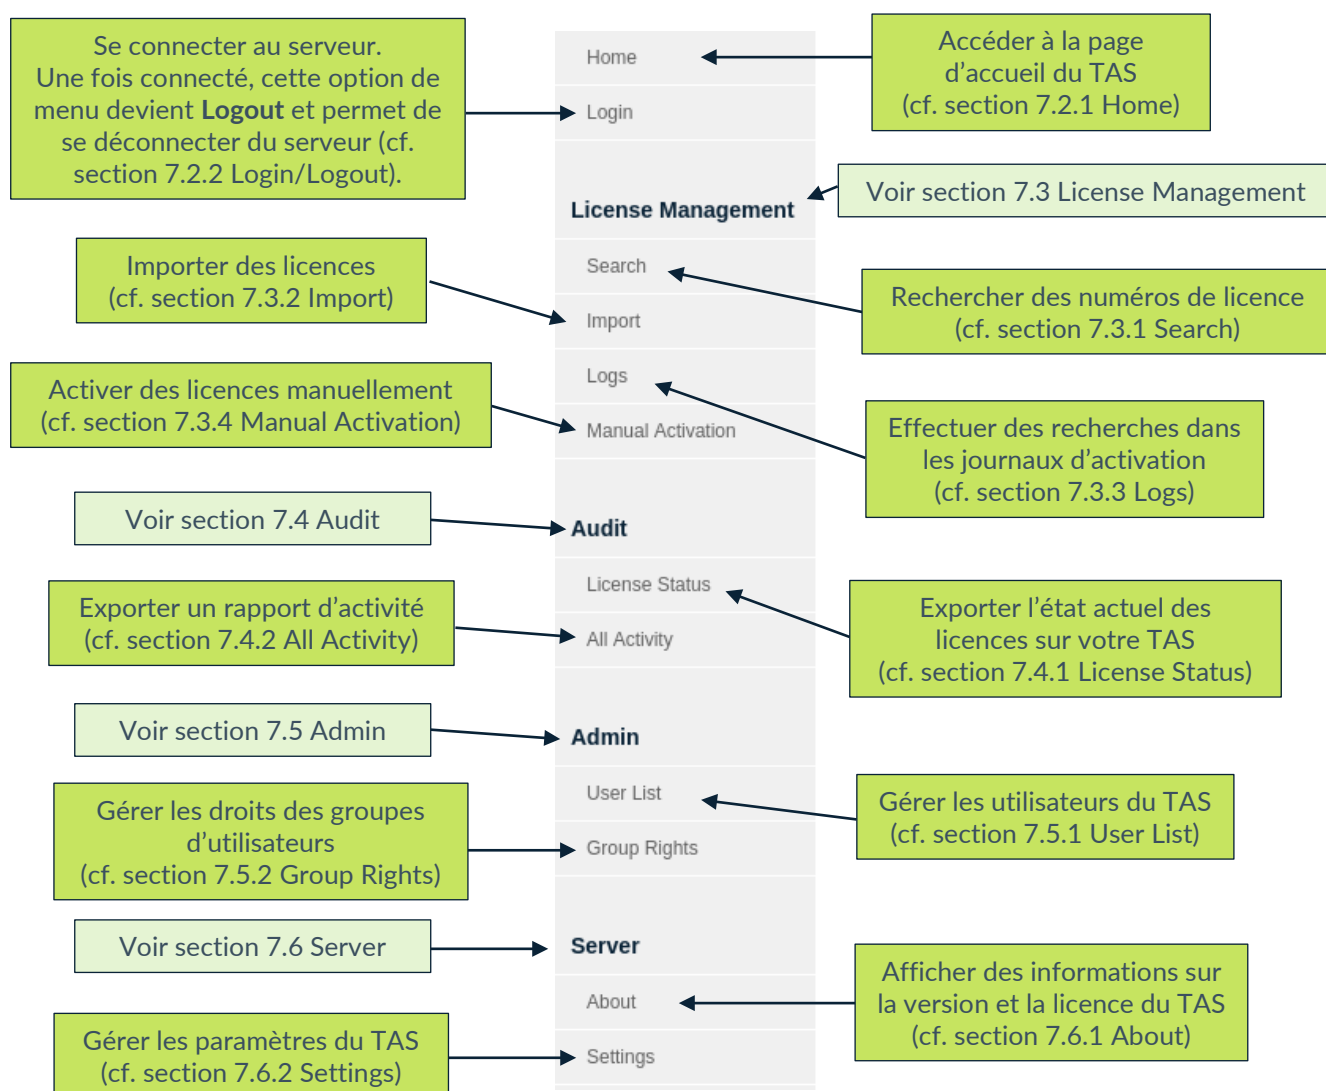 Se connecter au serveur.
Une fois connecté, cette option de
menu devient Logout et permet de
se déconnecter du serveur (cf.
section 7.2.2 Login/Logout).
Home
Accéder à la page
d’accueil du TAS
(cf. section 7.2.1 Home)
Login
Voir section 7.3 License Management
License Management
Importer des licences
(cf. section 7.3.2 Import)
Search
Rechercher des numéros de licence
(cf. section 7.3.1 Search)
Import
Activer des licences manuellement
(cf. section 7.3.4 Manual Activation)
Logs
Effectuer des recherches dans
les journaux d’activation
(cf. section 7.3.3 Logs)
Manual Activation
Voir section 7.4 Audit
Audit
License Status
Exporter l’état actuel des
licences sur votre TAS
(cf. section 7.4.1 License Status)
Exporter un rapport d’activité
(cf. section 7.4.2 All Activity)
All Activity
Voir section 7.5 Admin
Admin
User List
Gérer les utilisateurs du TAS
(cf. section 7.5.1 User List)
Gérer les droits des groupes
d’utilisateurs
(cf. section 7.5.2 Group Rights)
Group Rights
Voir section 7.6 Server
Server
Afficher des informations sur
la version et la licence du TAS
(cf. section 7.6.1 About)
About
Gérer les paramètres du TAS
(cf. section 7.6.2 Settings)
Settings